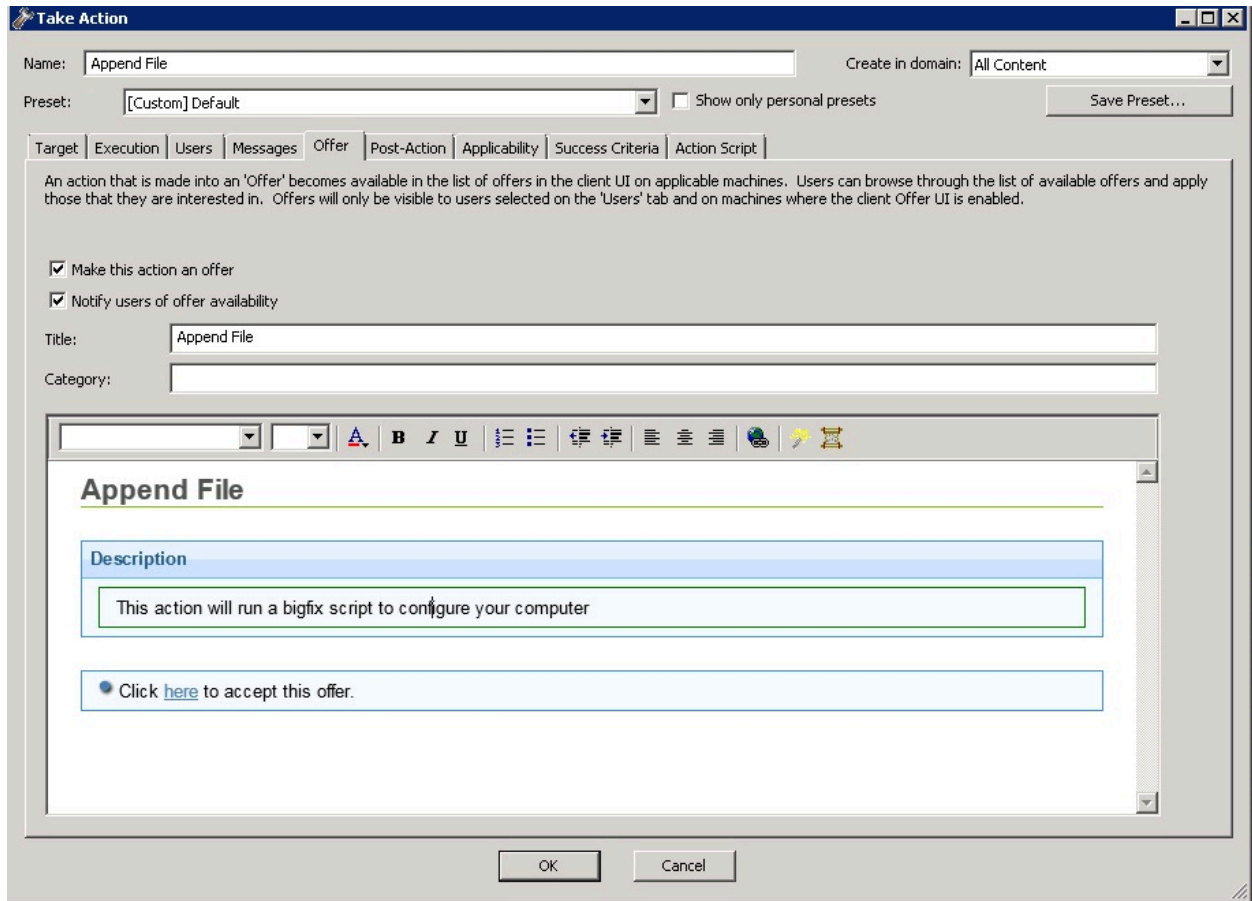 Take Action
Name: Append File Create in domain: All Content
Preset: [Custom] Default Show only personal presets Save Preset...
Target Execution Users Messages Offer Post-Action Applicability Success Criteria Action Script
An action that is made into an 'Offer' becomes available in the list of offers in the client UI on applicable machines. Users can browse through the list of available offers and apply
those that they are interested in. Offers will only be visible to users selected on the 'Users' tab and on machines where the client Offer UI is enabled.
Make this action an offer
Notify users of offer availability
Title: Append File
Category:
A B I U
Append File
Description
This action will run a bigfix script to configure your computer
Click here to accept this offer.
OK Cancel